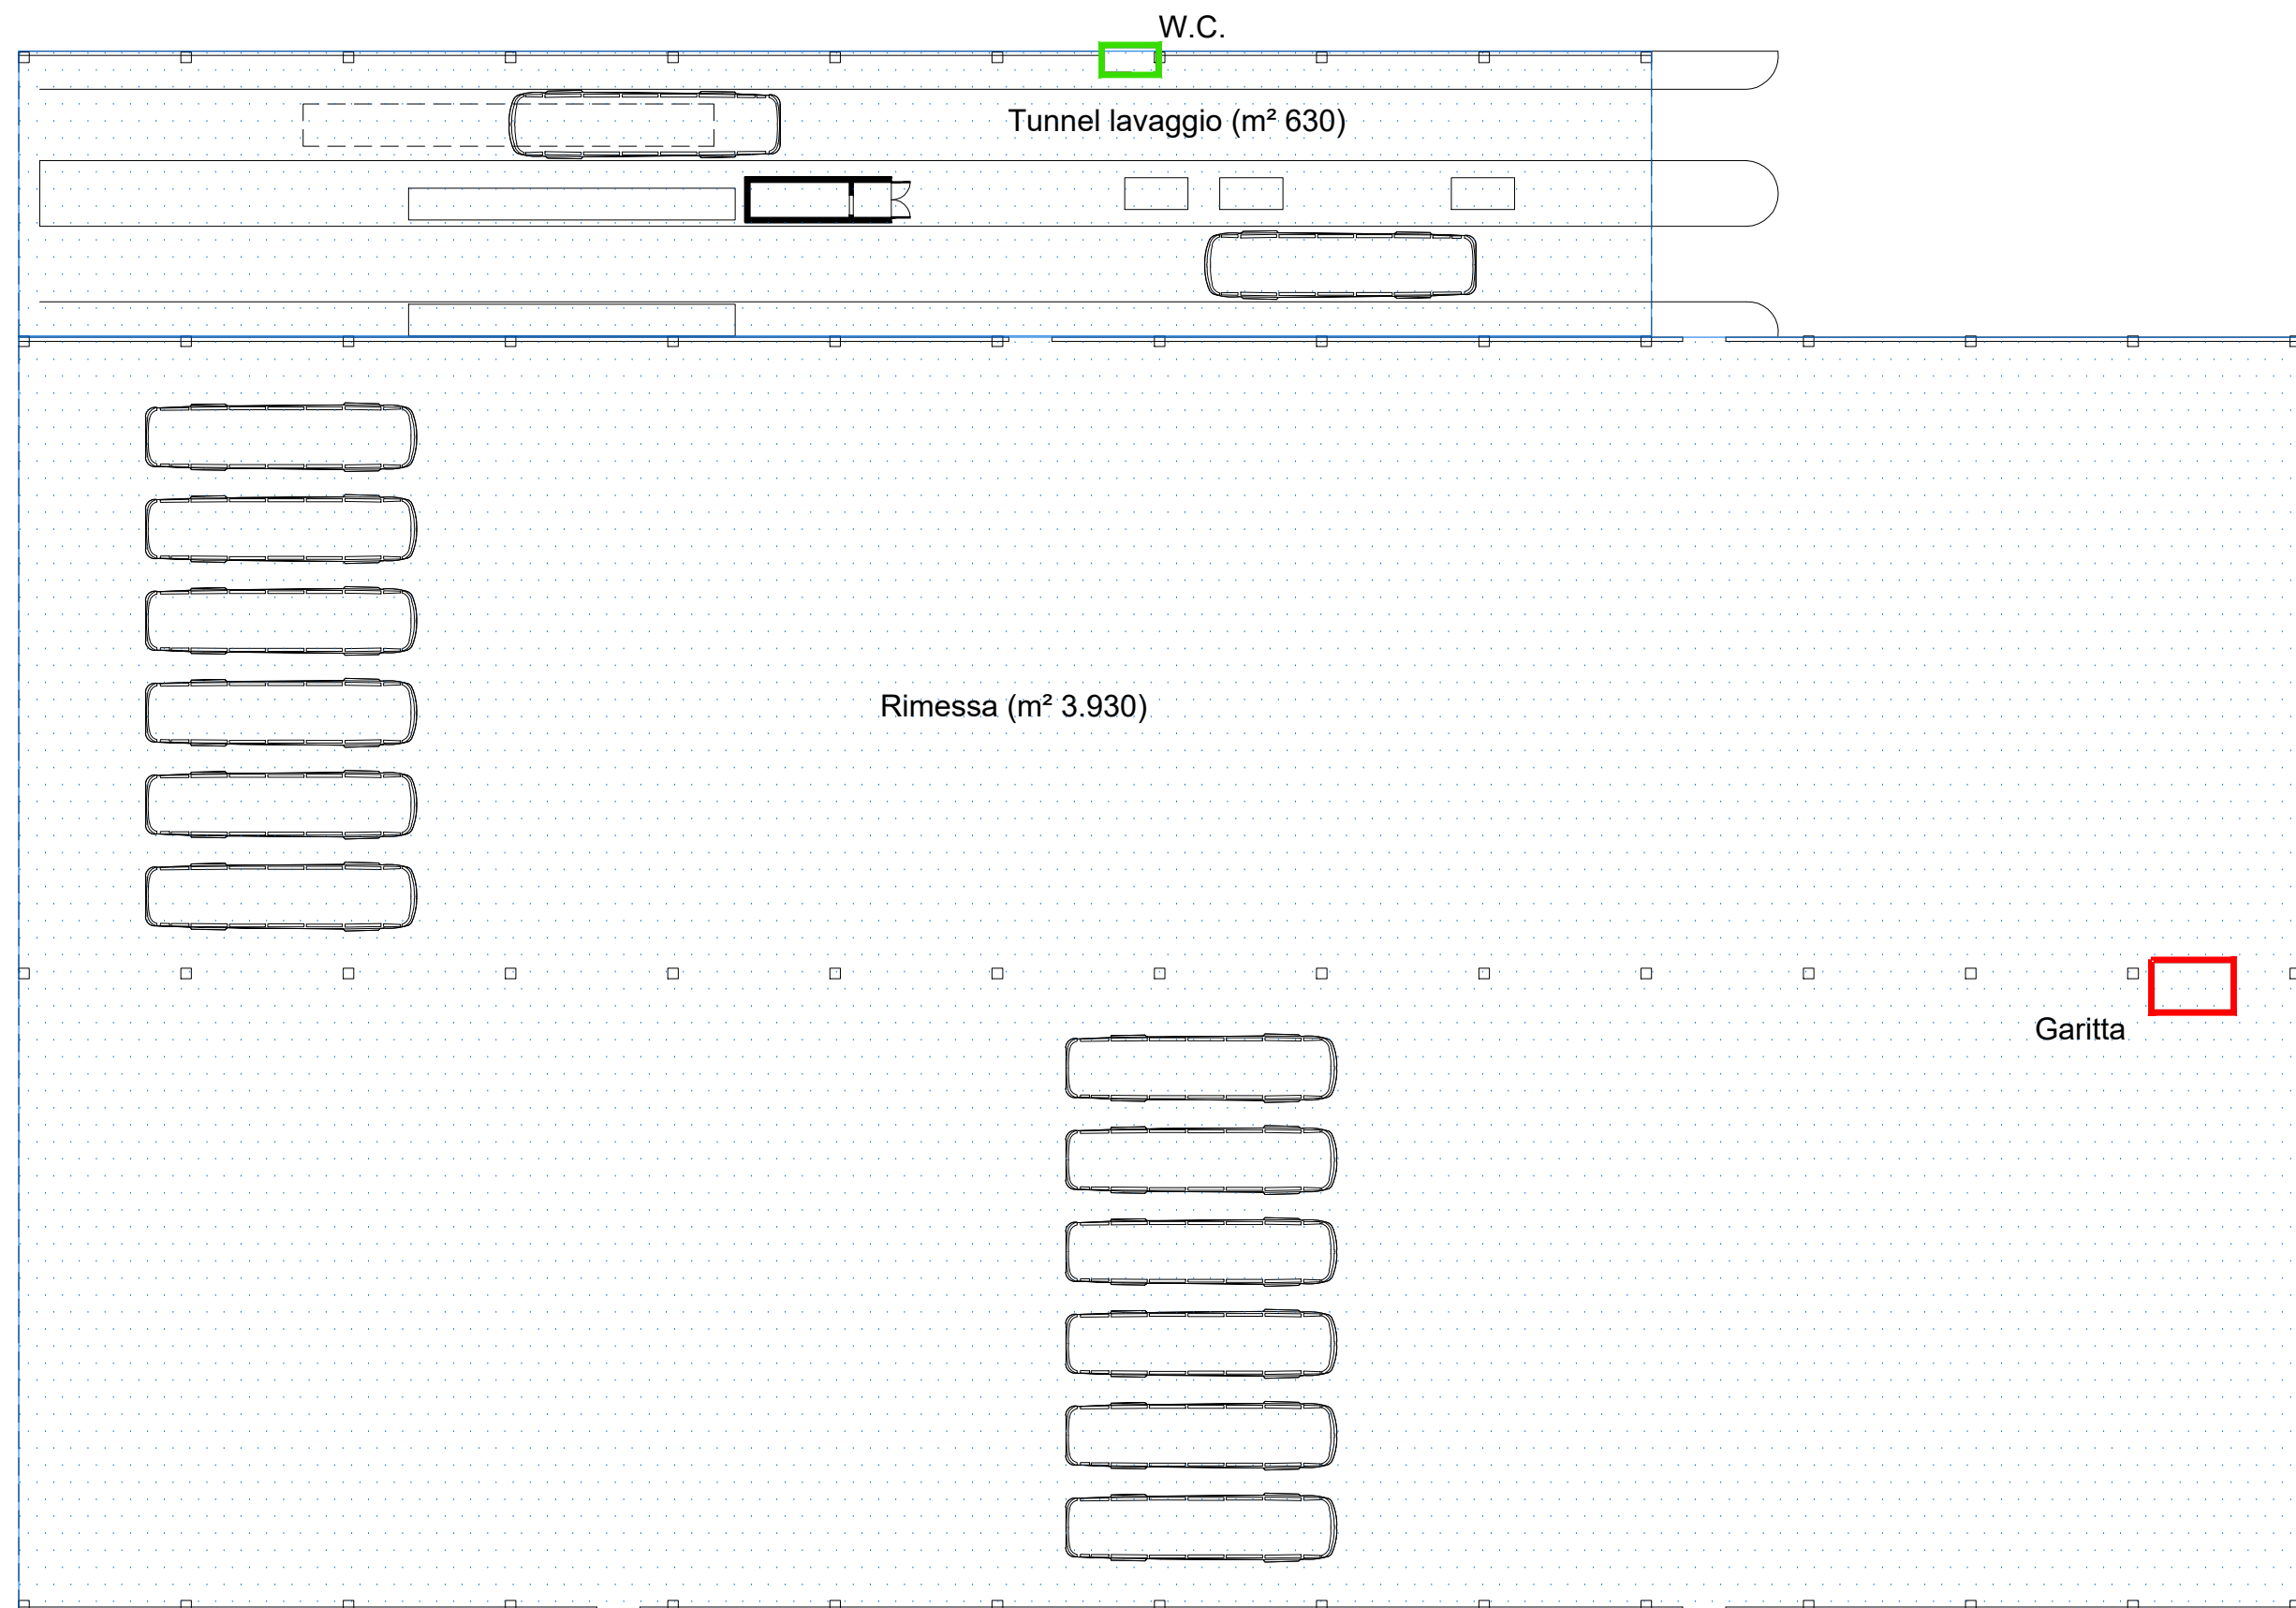 W.C.
Tunnel lavaggio (m² 630)
Rimessa (m² 3.930)
Garitta